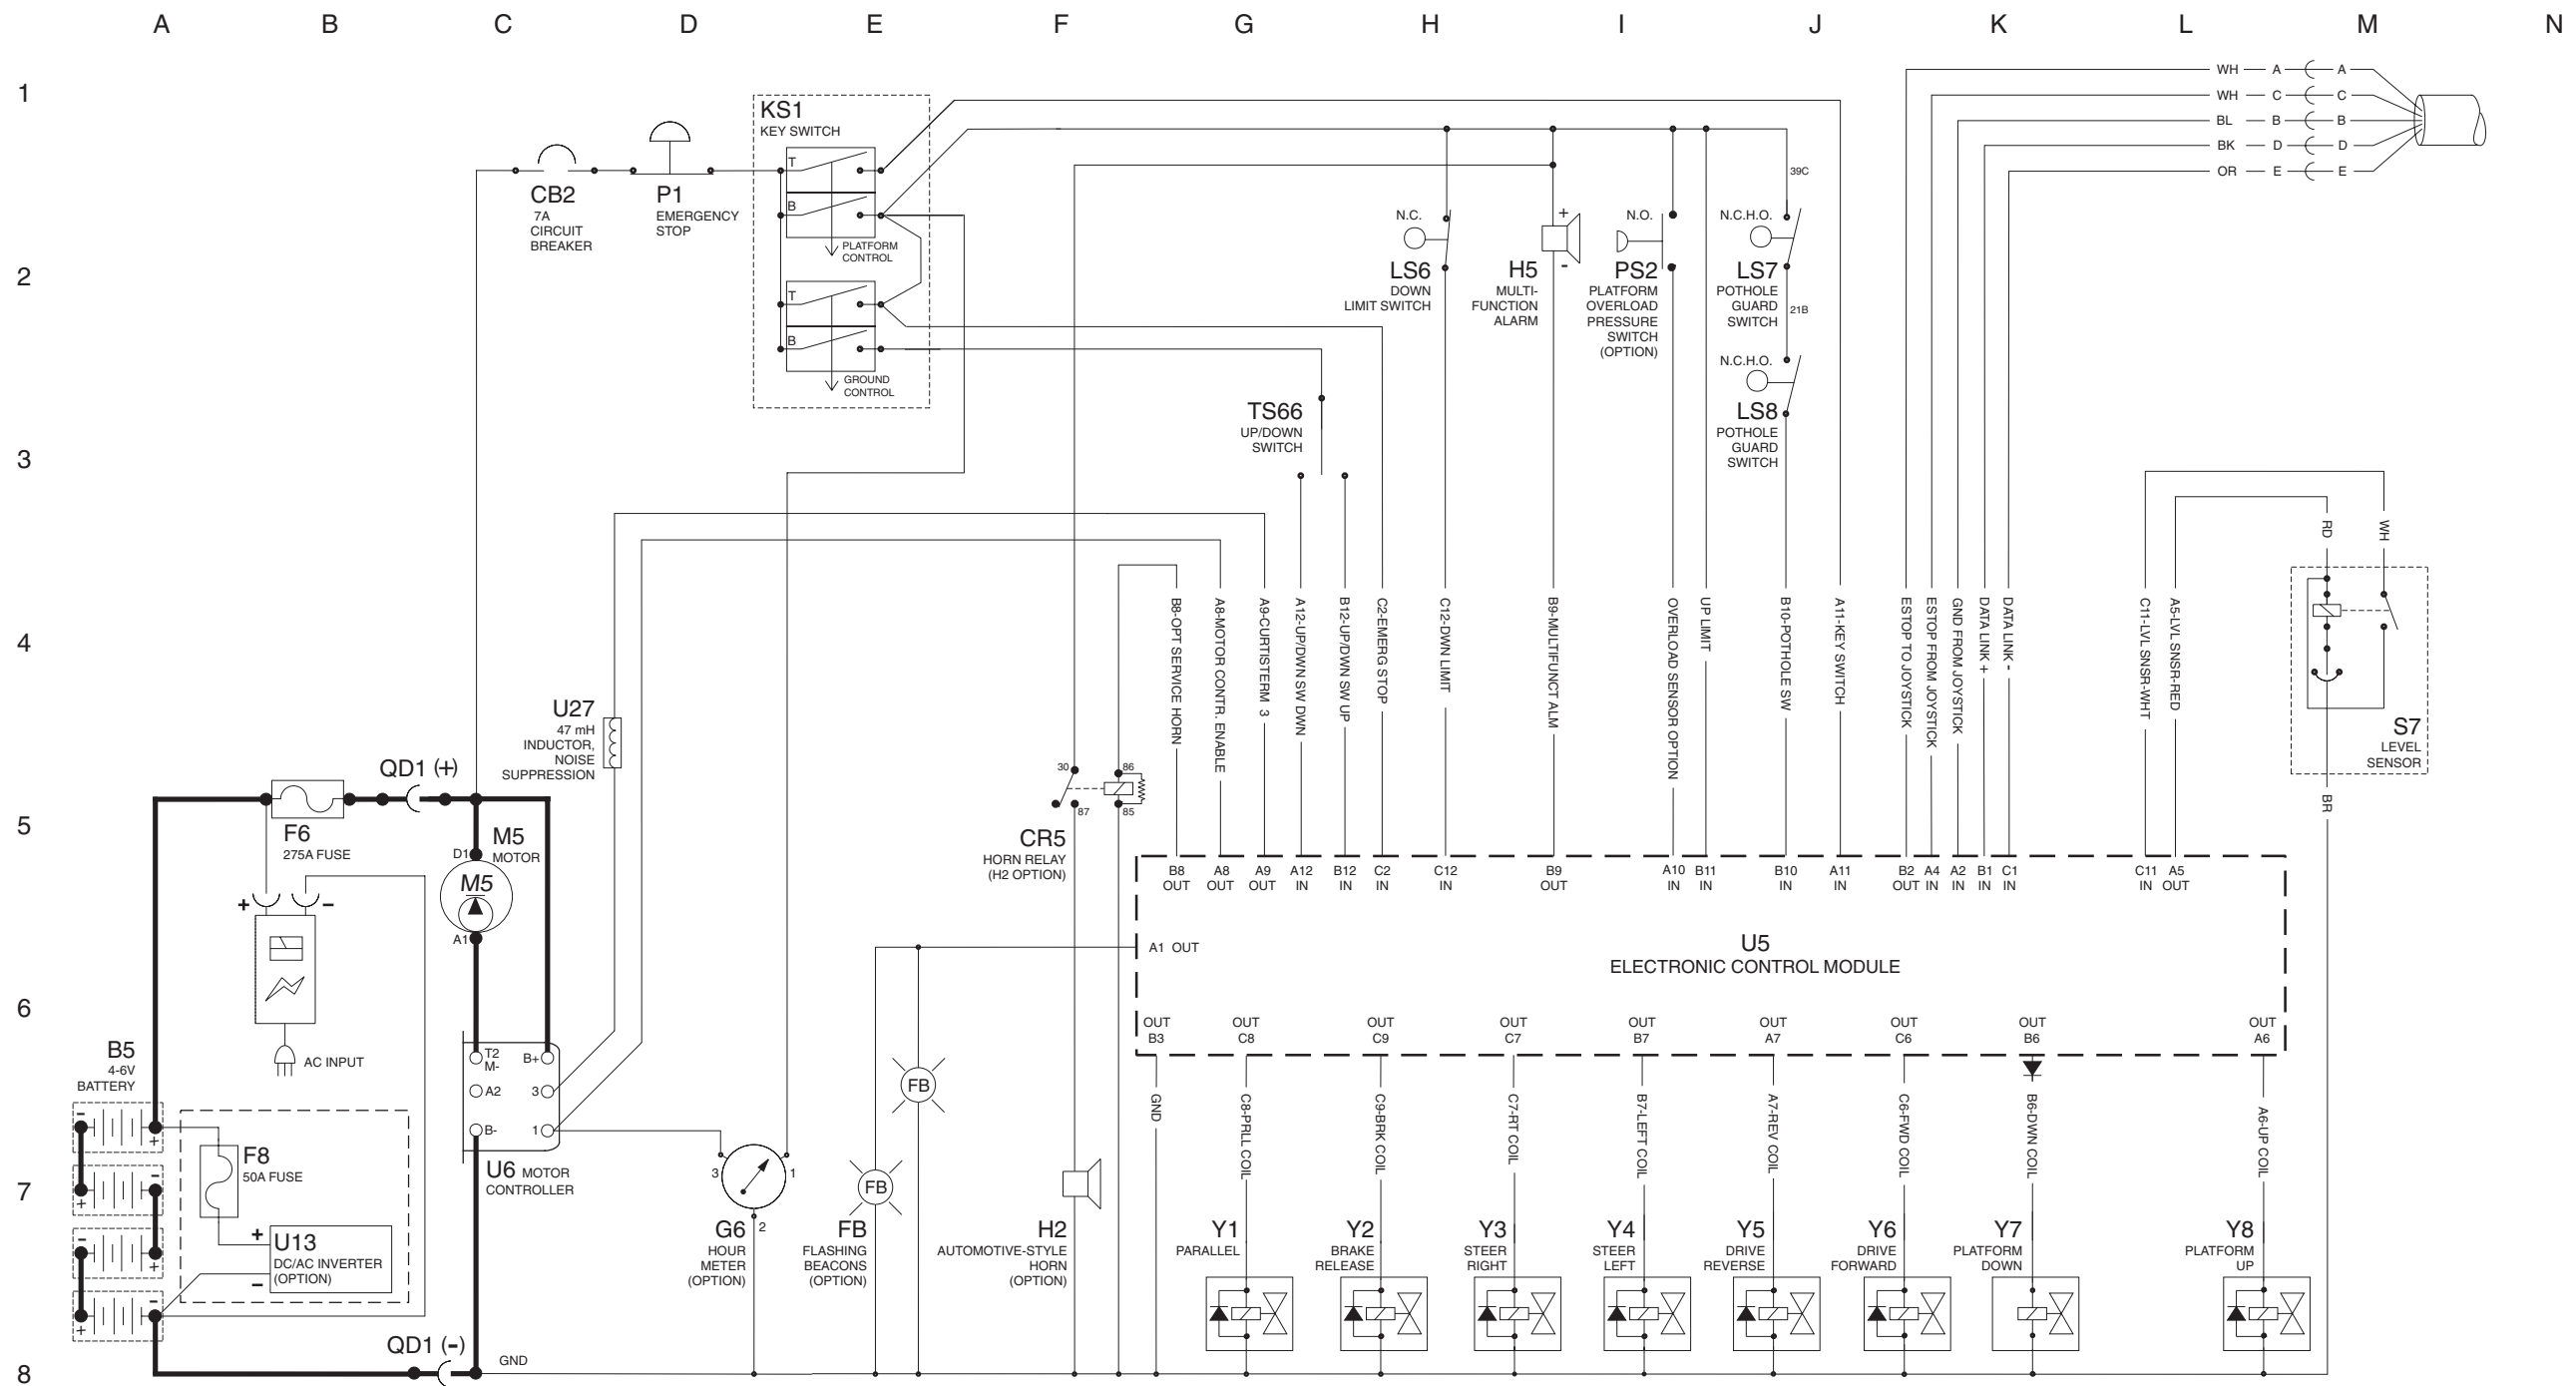 A B C D E F G H I J K L M N
1
2
3
4
5
6
7
8
WH A A
WH C C
BL B B
BK D D
OR E E
KS1
KEY SWITCH
T
B
PLATFORM
CONTROL
T
B
GROUND
CONTROL
CB2
7A
CIRCUIT
BREAKER
P1
EMERGENCY
STOP
N.C.
LS6
DOWN
LIMIT SWITCH
+
-
H5
MULTI-
FUNCTION
ALARM
N.O.
PS2
PLATFORM
OVERLOAD
PRESSURE
SWITCH
(OPTION)
39C
N.C.H.O.
LS7
POTHOLE
GUARD
SWITCH
21B
N.C.H.O.
LS8
POTHOLE
GUARD
SWITCH
TS66
UP/DOWN
SWITCH
RD
WH
S7
LEVEL
SENSOR
BR
B8-OPT SERVICE HORN
A8-MOTOR CONTR. ENABLE
A9-CURTISTERM 3
A12-UP/DWN SW DWN
B12-UP/DWN SW UP
C2-EMERG STOP
C12-DWN LIMIT
B9-MULTIFUNCT ALM
OVERLOAD SENSOR OPTION
UP LIMIT
B10-POTHOLE SW
A11-KEY SWITCH
ESTOP TO JOYSTICK
ESTOP FROM JOYSTICK
GND FROM JOYSTICK
DATA LINK +
DATA LINK -
C11-LVL SNSR-WHT
A5-LVL SNSR-RED
U27
47 mH
INDUCTOR,
NOISE
SUPPRESSION
QD1 (+)
F6
275A FUSE
M5
MOTOR
D1
M5
A1
+
–
AC INPUT
30
87
86
85
CR5
HORN RELAY
(H2 OPTION)
B8
OUT
A8
OUT
A9
OUT
A12
IN
B12
IN
C2
IN
C12
IN
B9
OUT
A10
IN
B11
IN
B10
IN
A11
IN
B2
OUT
A4
IN
A2
IN
B1
IN
C1
IN
C11
IN
A5
OUT
A1 OUT
U5
ELECTRONIC CONTROL MODULE
OUT
B3
OUT
C8
OUT
C9
OUT
C7
OUT
B7
OUT
A7
OUT
C6
OUT
B6
OUT
A6
B5
4-6V
BATTERY
-
+
-
+
-
+
-
+
F8
50A FUSE
+
–
U13
DC/AC INVERTER
(OPTION)
T2
M-
B+
A2
3
B-
1
U6 MOTOR
CONTROLLER
3
1
2
G6
HOUR
METER
(OPTION)
FB
FB
FB
FLASHING
BEACONS
(OPTION)
H2
AUTOMOTIVE-STYLE
HORN
(OPTION)
GND
C8-PRLL COIL
C9-BRK COIL
C7-RT COIL
B7-LEFT COIL
A7-REV COIL
C6-FWD COIL
B6-DWN COIL
A6-UP COIL
Y1
PARALLEL
Y2
BRAKE
RELEASE
Y3
STEER
RIGHT
Y4
STEER
LEFT
Y5
DRIVE
REVERSE
Y6
DRIVE
FORWARD
Y7
PLATFORM
DOWN
Y8
PLATFORM
UP
QD1 (-)
GND